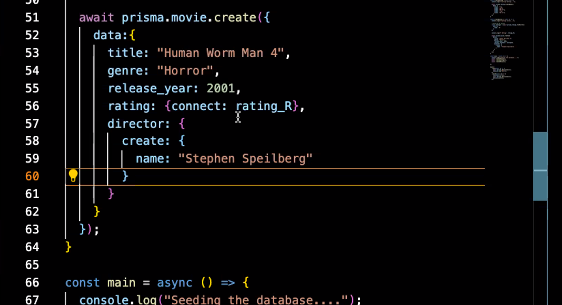 50
51 await prisma.movie.create({
52 data:{
53 title: "Human Worm Man 4",
54 genre: "Horror",
55 release_year: 2001,
56 rating: {connect: rating_R},
57 director: {
58 create: {
59 name: "Stephen Speilberg"
60 }
61 }
62 }
63 });
64 }
65
66 const main = async () => {
67 console.log("Seeding the database....");